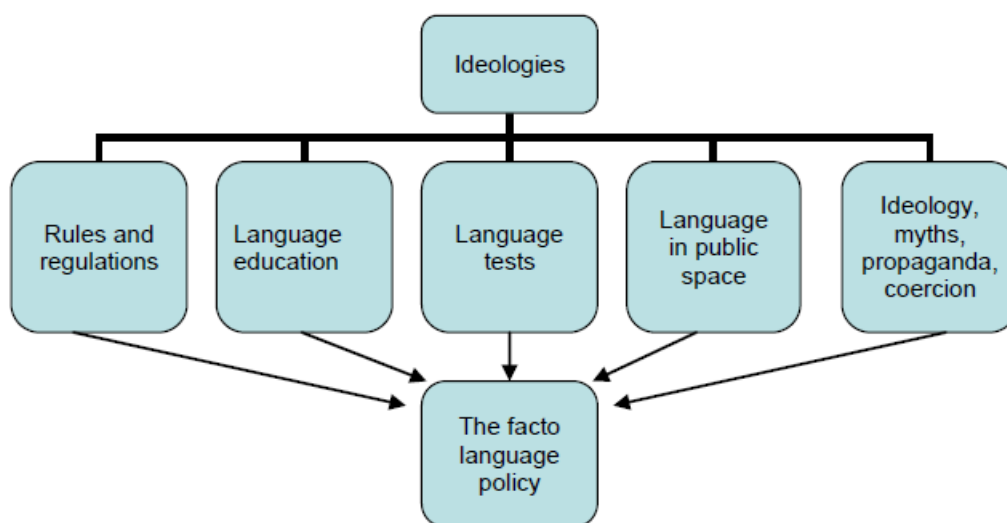 Ideologies
Rules and
regulations
Language
education
Language
tests
Language
in public
space
Ideology,
myths,
propaganda,
coercion
The facto
language
policy